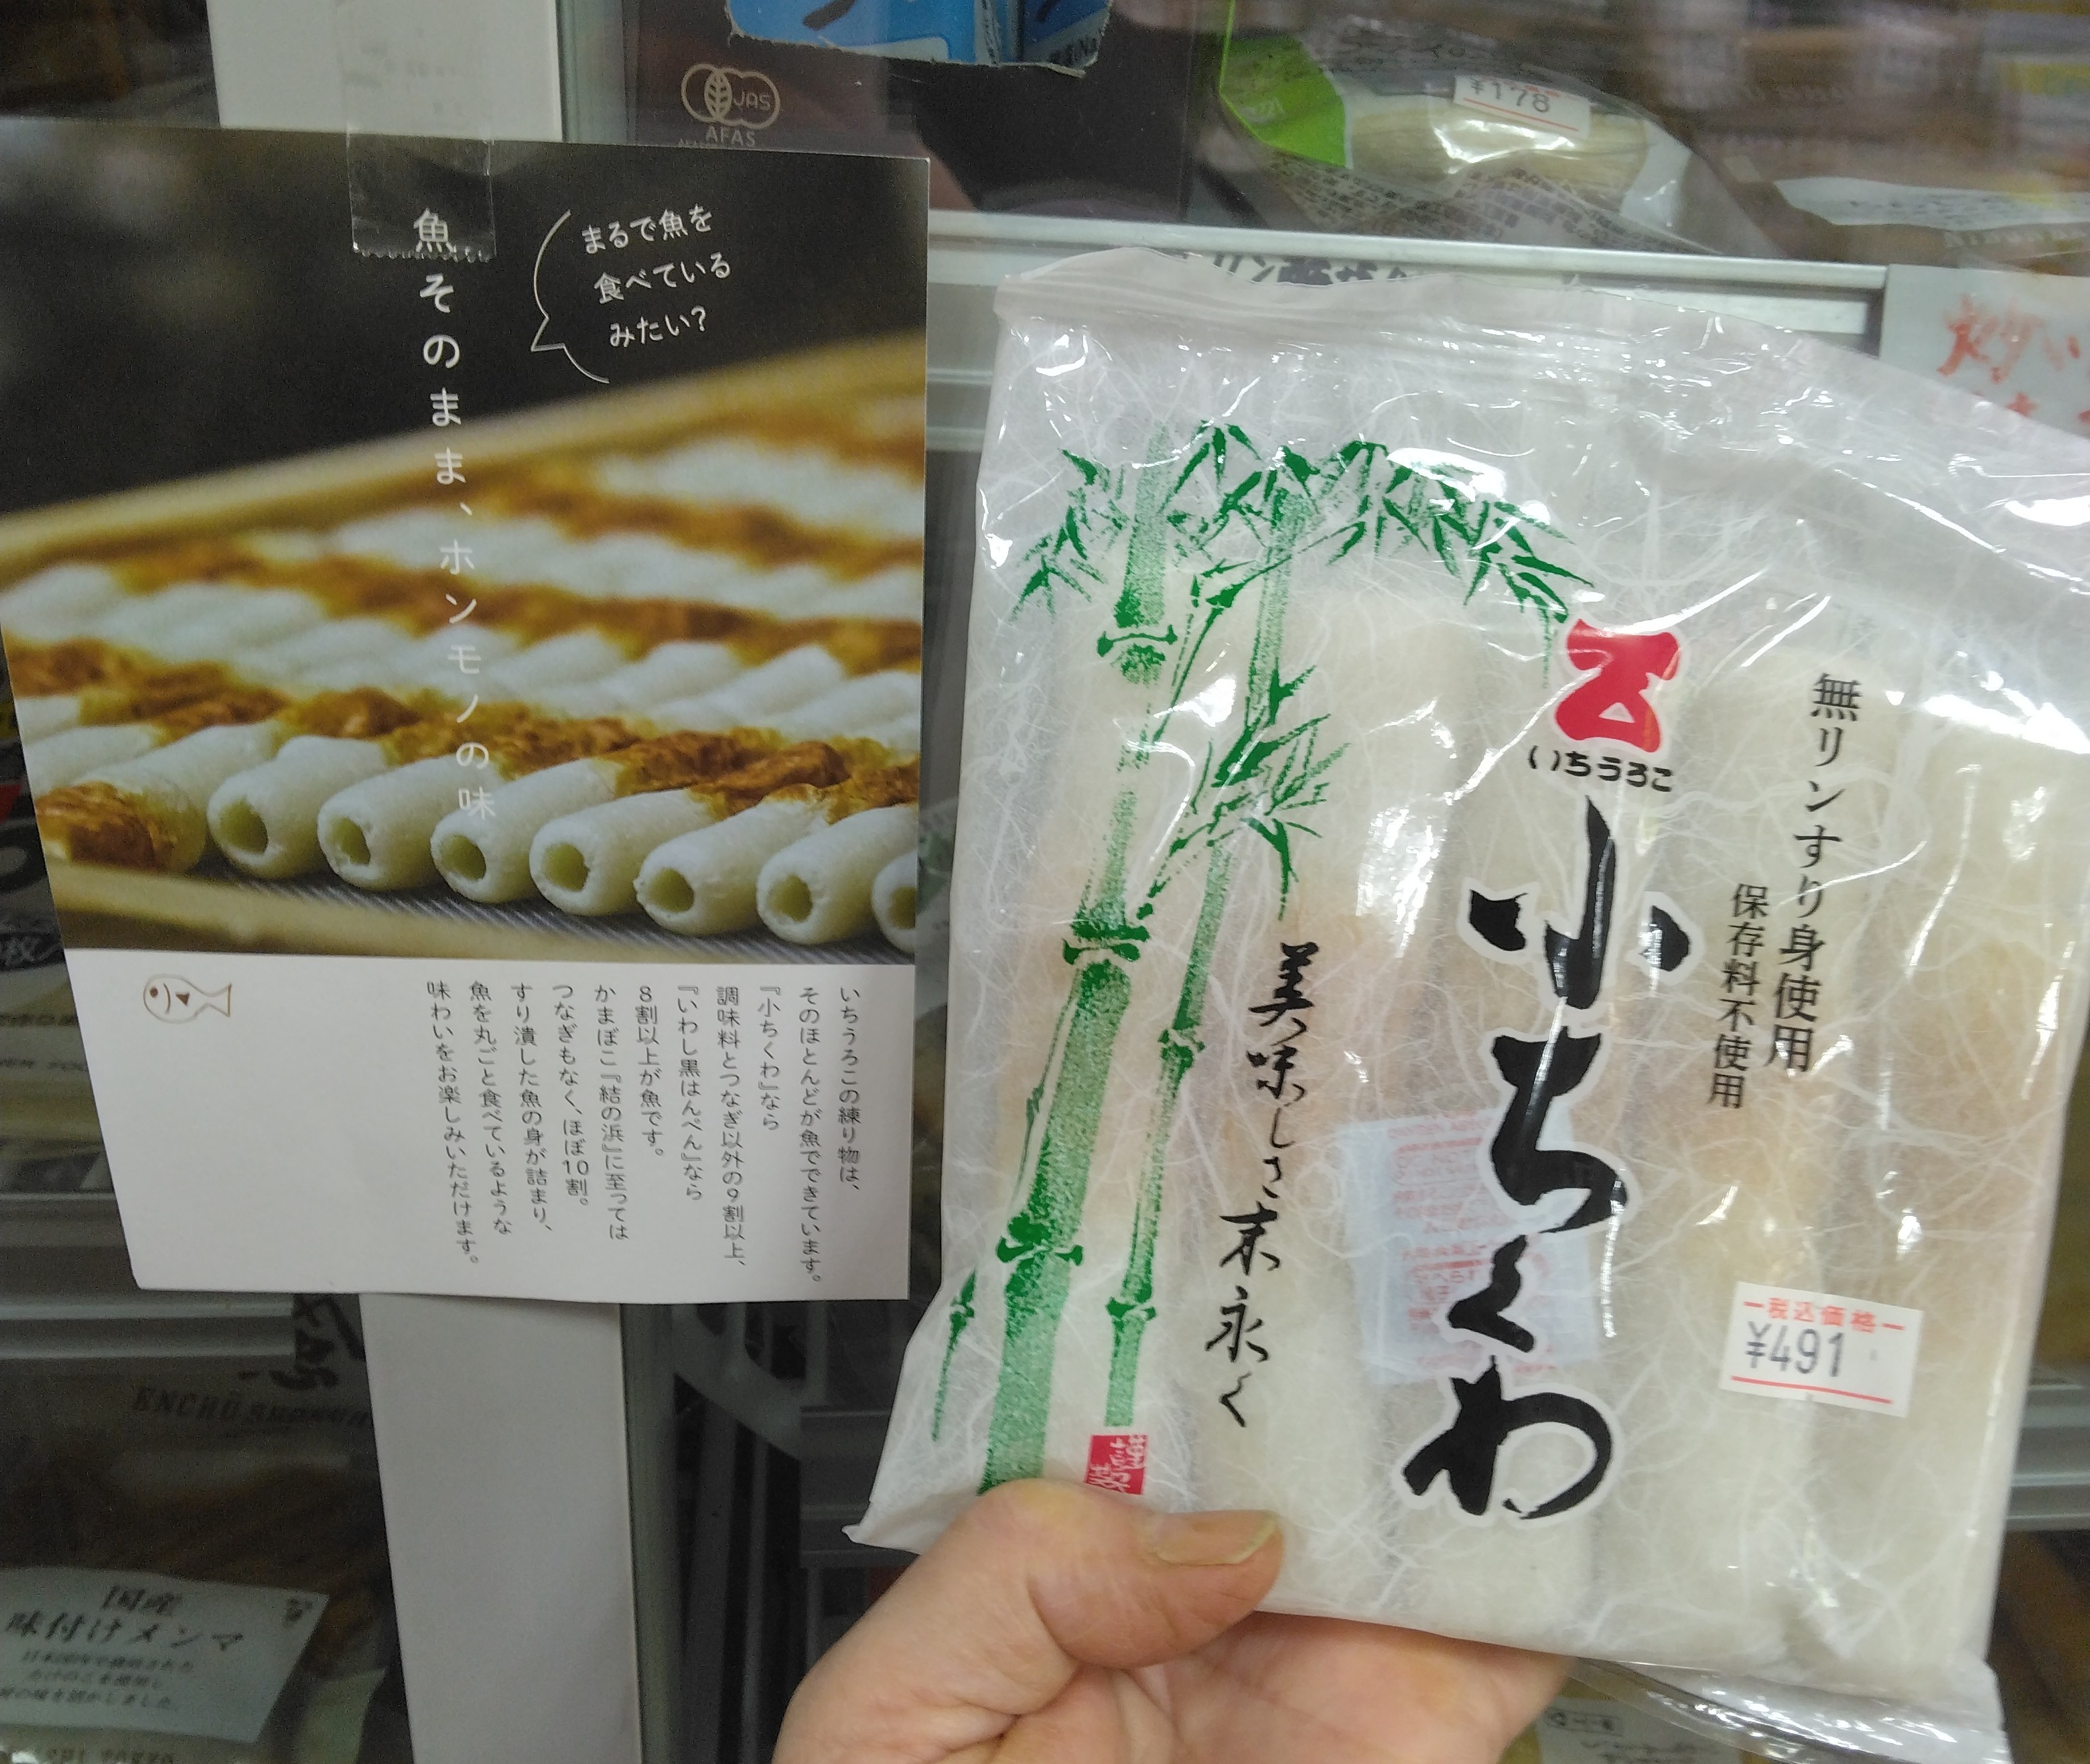 魚そのまま、ホンモノの味
まるで魚を
食べている
みたい?
いちうろこの練り物は、
そのほとんどが魚でできています。
『小ちくわ』なら
調味料とつなぎ以外の9割以上、
『いわし黒はんぺん』なら
8割以上が魚です。
かまぼこ『結の浜』に至っては
つなぎもなく、ほぼ10割。
すり潰した魚の身が詰まり、
魚を丸ごと食べているような
味わいをお楽しみいただけます。
JAS
AFAS
¥178
無リンすり身使用
保存料不使用
いちうろこ
小ちくわ
美味しさ末永く
税込価格
¥491
国産
味付けメンマ